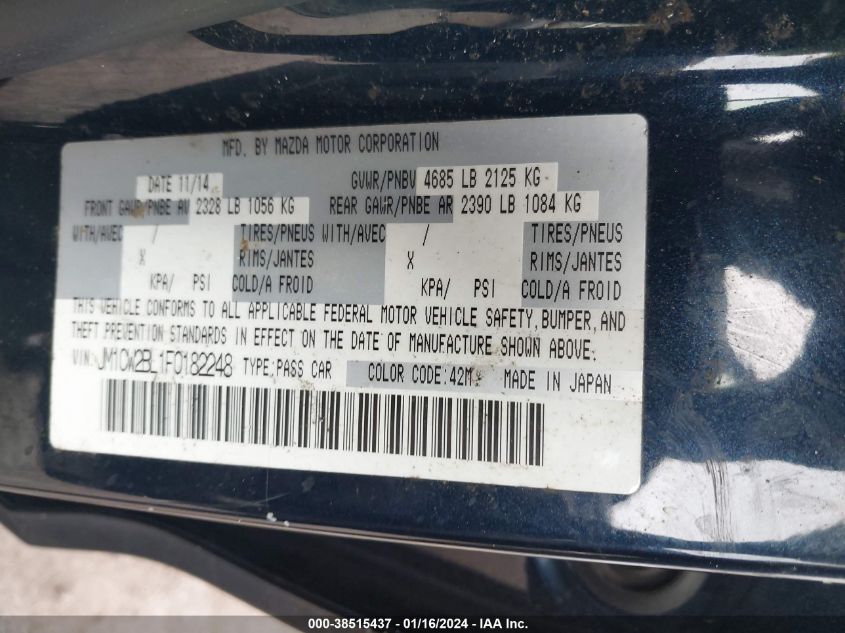 MFD. BY MAZDA MOTOR CORPORATION
DATE 11/14 GVWR/PNBV 4685 LB 2125 KG
FRONT GAWR/PNBE AV 2328 LB 1056 KG REAR GAWR/PNBE AR 2390 LB 1084 KG
WITH/AVEC / TIRES/PNEUS WITH/AVEC / TIRES/PNEUS
X RIMS/JANTES X RIMS/JANTES
KPA/ PSI COLD/A FROID KPA/ PSI COLD/A FROID
THIS VEHICLE CONFORMS TO ALL APPLICABLE FEDERAL MOTOR VEHICLE SAFETY, BUMPER, AND
THEFT PREVENTION STANDARDS IN EFFECT ON THE DATE OF MANUFACTURE SHOWN ABOVE.
VIN: JM1CW2BL1F0182248 TYPE:PASS CAR COLOR CODE:42M MADE IN JAPAN
000-38515437 - 01/16/2024 - IAA Inc.